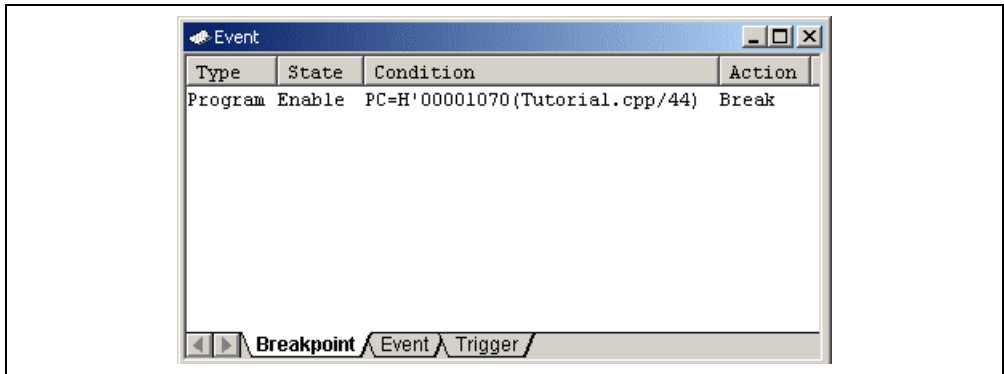 Event
Type State Condition Action
Program Enable PC=H'00001070(Tutorial.cpp/44) Break
Breakpoint Event Trigger